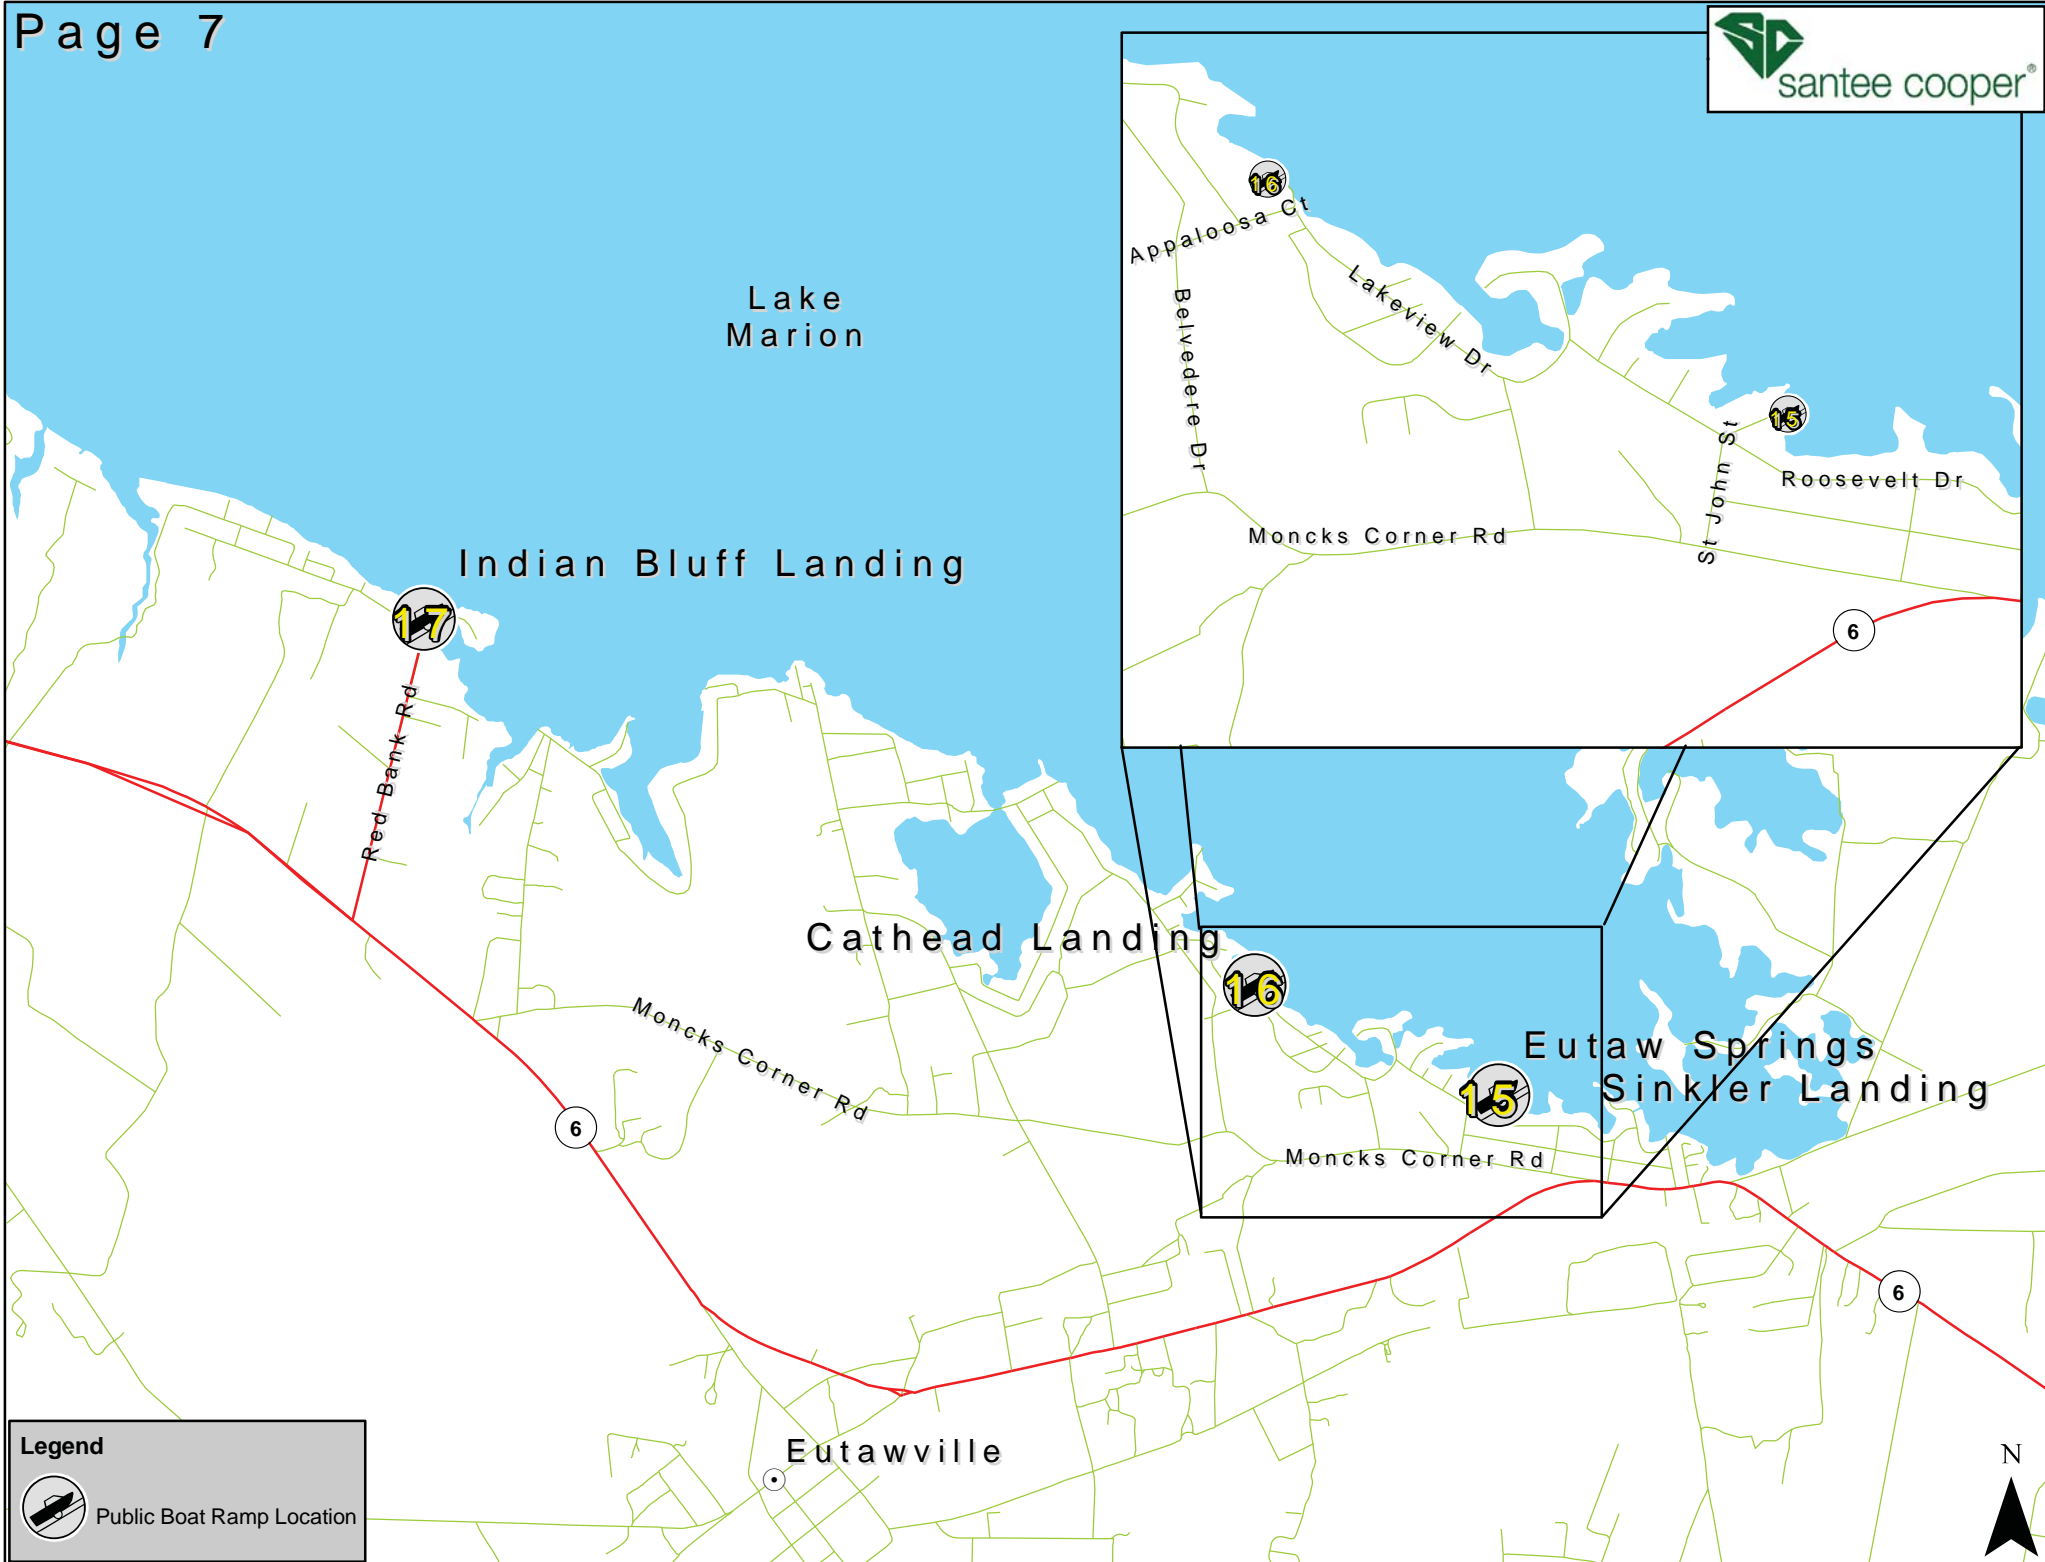 Page 7
santee cooper®
16
Appaloosa Ct
Lakeview Dr
Belvedere Dr
15
St John St
Roosevelt Dr
Moncks Corner Rd
6
Lake
Marion
Indian Bluff Landing
17
Red Bank Rd
Cathead Landing
16
Moncks Corner Rd
Eutaw Springs
Sinkler Landing
15
Moncks Corner Rd
6
6
Eutawville
Legend
Public Boat Ramp Location
N